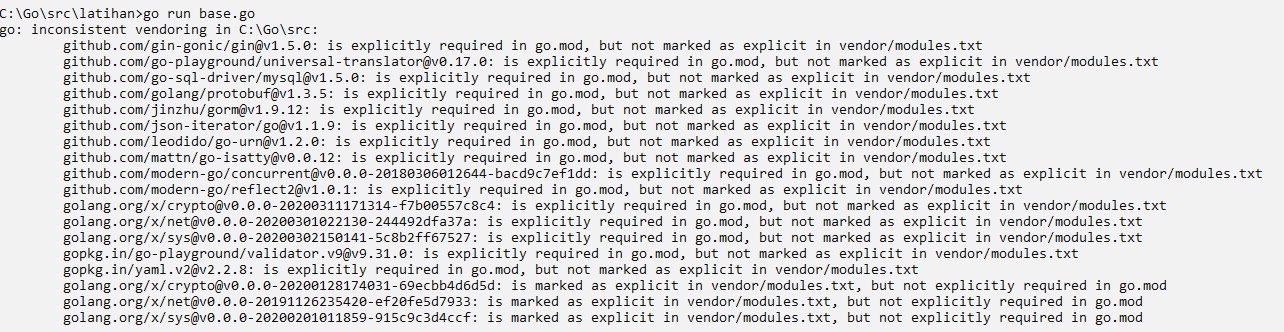 C:\Go\src\latihan>go run base.go
go: inconsistent vendoring in C:\Go\src:
github.com/gin-gonic/gin@v1.5.0: is explicitly required in go.mod, but not marked as explicit in vendor/modules.txt
github.com/go-playground/universal-translator@v0.17.0: is explicitly required in go.mod, but not marked as explicit in vendor/modules.txt
github.com/go-sql-driver/mysql@v1.5.0: is explicitly required in go.mod, but not marked as explicit in vendor/modules.txt
github.com/golang/protobuf@v1.3.5: is explicitly required in go.mod, but not marked as explicit in vendor/modules.txt
github.com/jinzhu/gorm@v1.9.12: is explicitly required in go.mod, but not marked as explicit in vendor/modules.txt
github.com/json-iterator/go@v1.1.9: is explicitly required in go.mod, but not marked as explicit in vendor/modules.txt
github.com/leodido/go-urn@v1.2.0: is explicitly required in go.mod, but not marked as explicit in vendor/modules.txt
github.com/mattn/go-isatty@v0.0.12: is explicitly required in go.mod, but not marked as explicit in vendor/modules.txt
github.com/modern-go/concurrent@v0.0.0-20180306012644-bacd9c7ef1dd: is explicitly required in go.mod, but not marked as explicit in vendor/modules.txt
github.com/modern-go/reflect2@v1.0.1: is explicitly required in go.mod, but not marked as explicit in vendor/modules.txt
golang.org/x/crypto@v0.0.0-20200311171314-f7b00557c8c4: is explicitly required in go.mod, but not marked as explicit in vendor/modules.txt
golang.org/x/net@v0.0.0-20200301022130-244492dfa37a: is explicitly required in go.mod, but not marked as explicit in vendor/modules.txt
golang.org/x/sys@v0.0.0-20200302150141-5c8b2ff67527: is explicitly required in go.mod, but not marked as explicit in vendor/modules.txt
gopkg.in/go-playground/validator.v9@v9.31.0: is explicitly required in go.mod, but not marked as explicit in vendor/modules.txt
gopkg.in/yaml.v2@v2.2.8: is explicitly required in go.mod, but not marked as explicit in vendor/modules.txt
golang.org/x/crypto@v0.0.0-20200128174031-69ecbb4d6d5d: is marked as explicit in vendor/modules.txt, but not explicitly required in go.mod
golang.org/x/net@v0.0.0-20191126235420-ef20fe5d7933: is marked as explicit in vendor/modules.txt, but not explicitly required in go.mod
golang.org/x/sys@v0.0.0-20200201011859-915c9c3d4ccf: is marked as explicit in vendor/modules.txt, but not explicitly required in go.mod